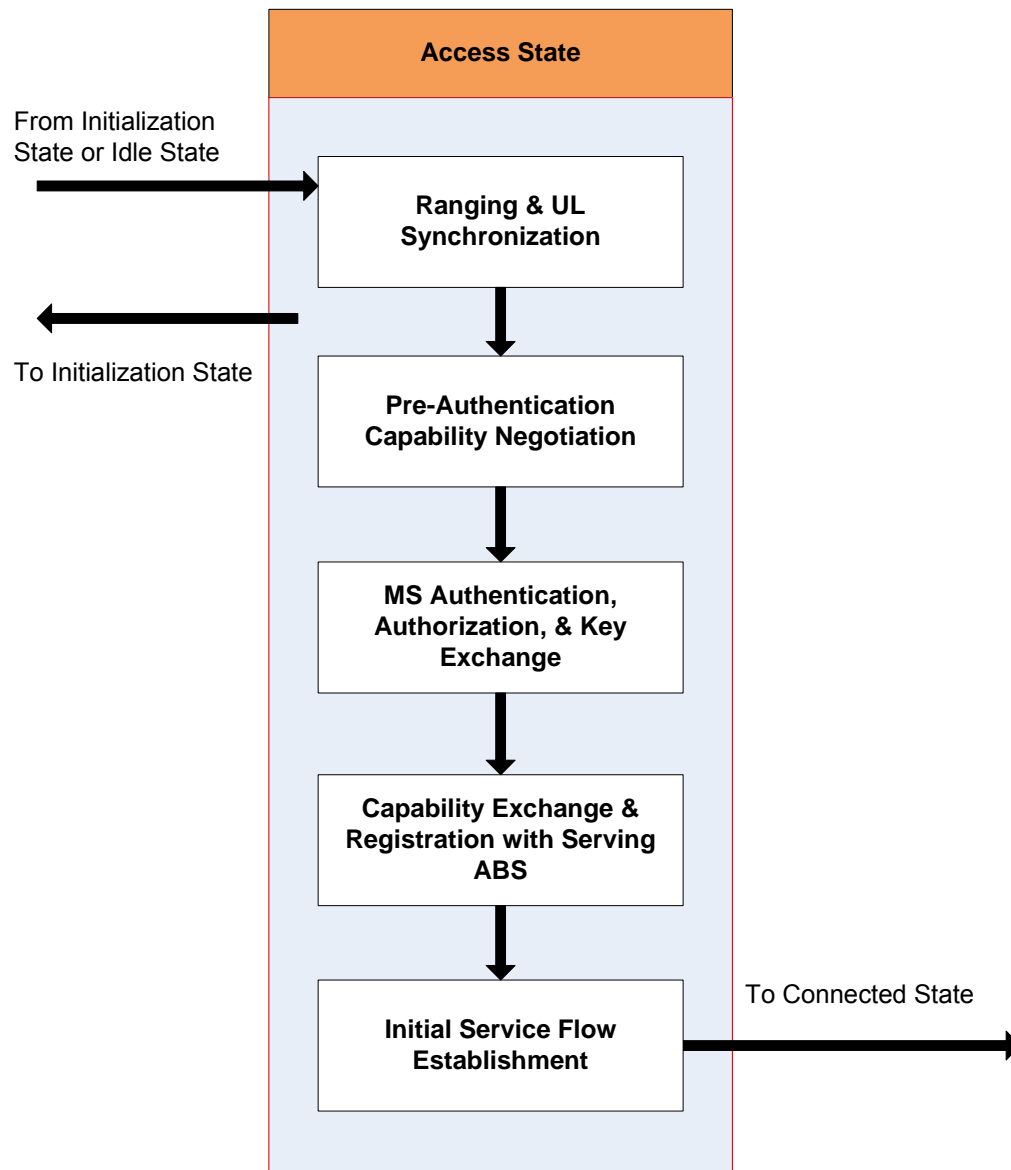 Access State
From Initialization
State or Idle State
Ranging & UL
Synchronization
To Initialization State
Pre-Authentication
Capability Negotiation
MS Authentication,
Authorization, & Key
Exchange
Capability Exchange &
Registration with Serving
ABS
To Connected State
Initial Service Flow
Establishment